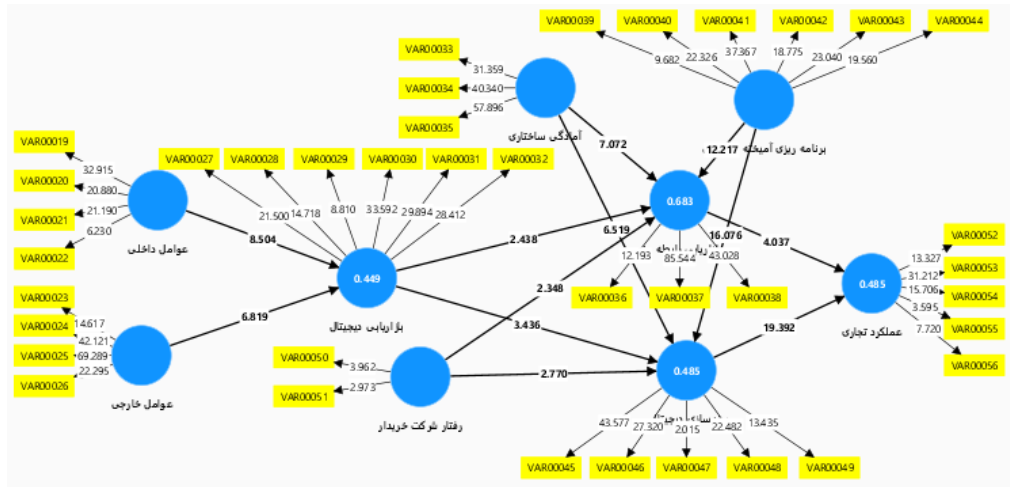 VAR00039
VAR00040
VAR00041
VAR00042
VAR00043
VAR00044
9.682
22.326
37.367
18.775
23.040
19.560
VAR00033
VAR00034
VAR00035
31.359
40.340
57.896
آمادگی ساختاری
برنامه ریزی آمیخته
7.072
12.217
VAR00019
VAR00020
VAR00021
VAR00022
32.915
20.880
21.190
6.230
عوامل داخلی
VAR00027
VAR00028
VAR00029
VAR00030
VAR00031
VAR00032
21.500
14.718
8.810
33.592
29.894
28.412
8.504
2.438
0.683
6.519
16.076
4.037
12.193
85.544
43.028
VAR00036
VAR00037
VAR00038
VAR00052
VAR00053
VAR00054
VAR00055
VAR00056
13.327
31.212
15.706
3.595
7.720
0.485
عملکرد تجاری
0.449
بازاریابی دیجیتال
2.348
3.436
19.392
VAR00023
VAR00024
VAR00025
VAR00026
14.617
42.121
69.289
22.295
6.819
عوامل خارجی
VAR00050
VAR00051
3.962
2.973
2.770
رفتار شرکت خریدار
0.485
43.577
27.320
2.015
22.482
13.435
VAR00045
VAR00046
VAR00047
VAR00048
VAR00049